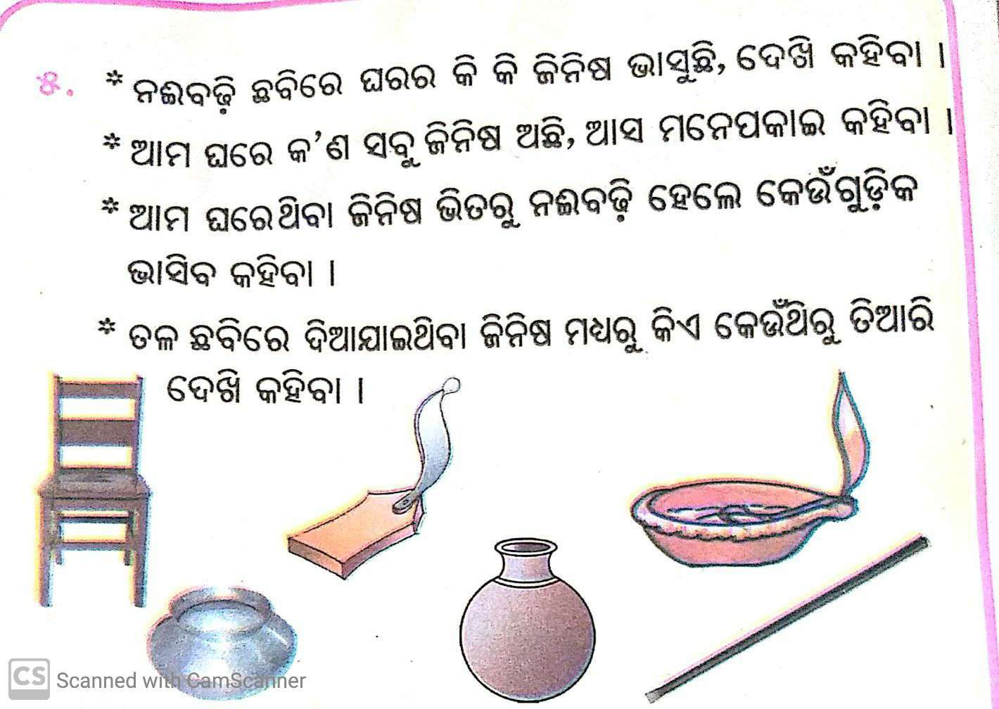 ୫. * ନଈବଢ଼ି ଛବିରେ ଘରର କି କି ଜିନିଷ ଭାସୁଛି, ଦେଖି କହିବା ।
* ଆମ ଘରେ କ'ଣ ସବୁ ଜିନିଷ ଅଛି, ଆସ ମନେପକାଇ କହିବା ।
* ଆମ ଘରେଥିବା ଜିନିଷ ଭିତରୁ ନଈବଢ଼ି ହେଲେ କେଉଁଗୁଡ଼ିକ
ଭାସିବ କହିବା ।
* ତଳ ଛବିରେ ଦିଆଯାଇଥିବା ଜିନିଷ ମଧ୍ୟରୁ କିଏ କେଉଁଥିରୁ ତିଆରି
ଦେଖି କହିବା ।
CS Scanned with CamScanner